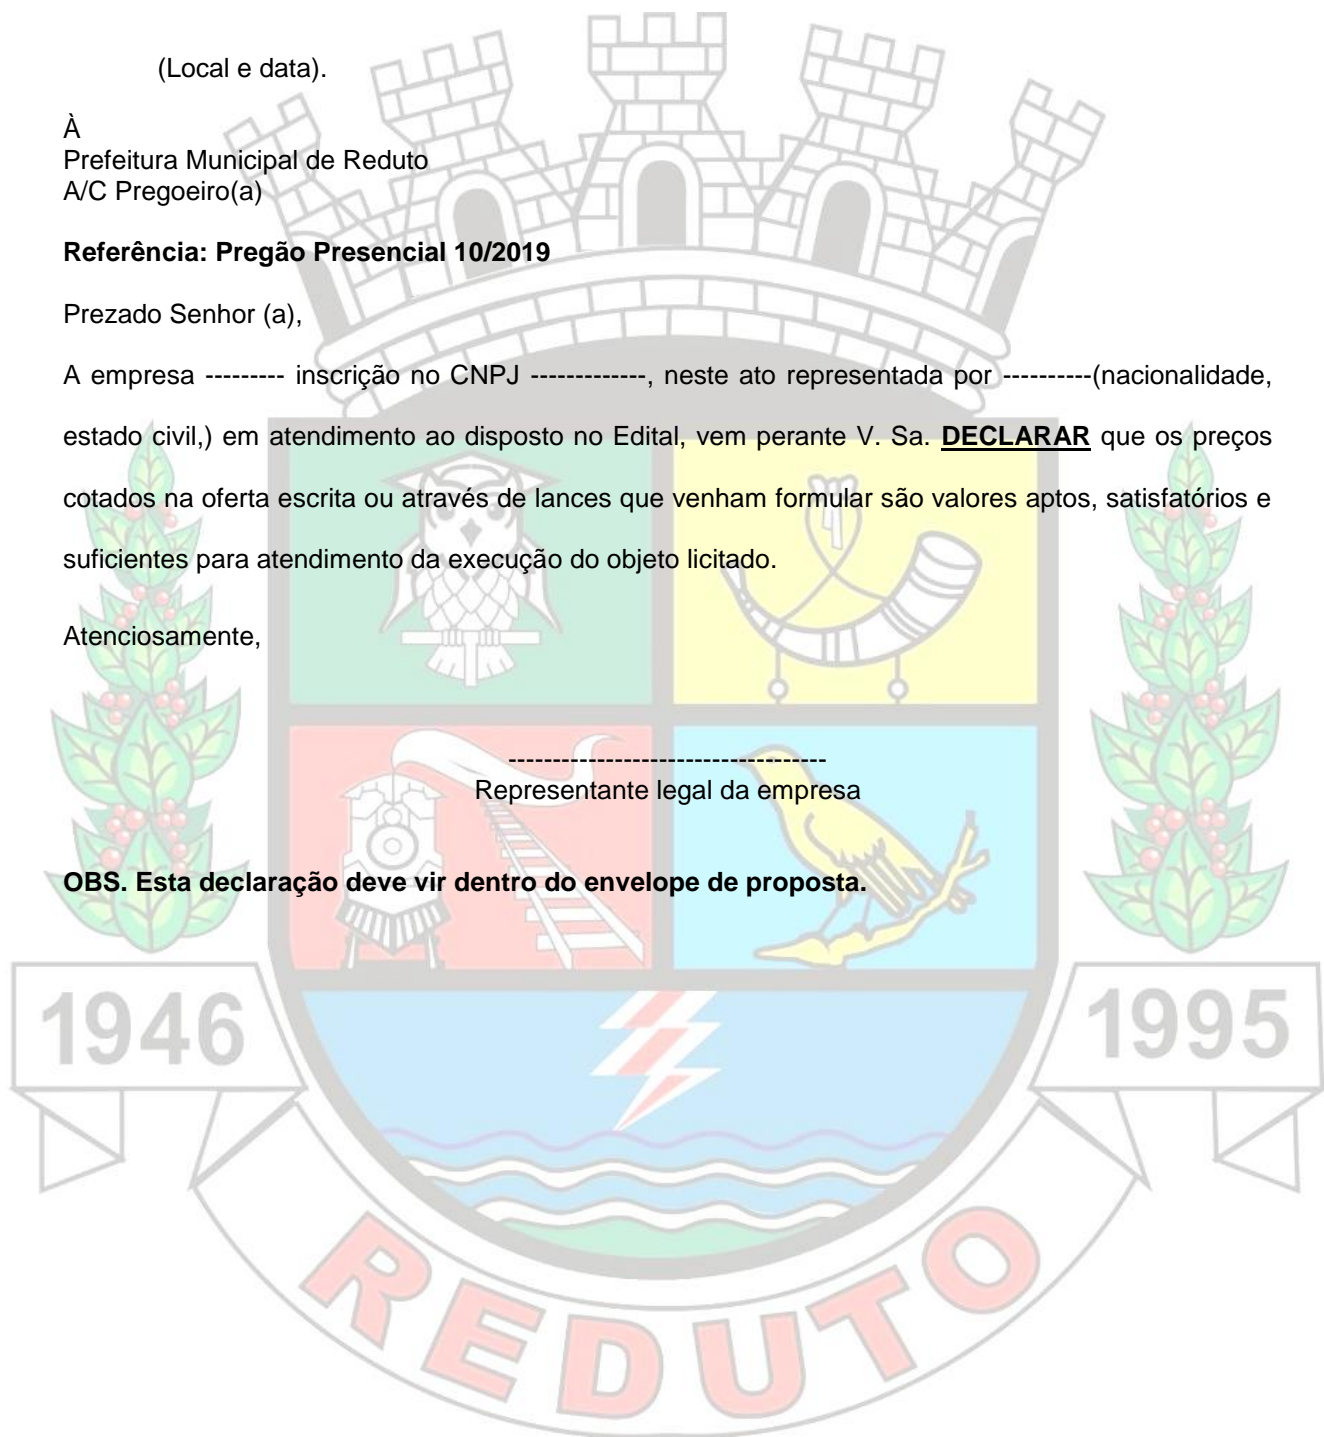 (Local e data).
À
Prefeitura Municipal de Reduto
A/C Pregoeiro(a)
Referência: Pregão Presencial 10/2019
Prezado Senhor (a),
A empresa --------- inscrição no CNPJ -------------, neste ato representada por ----------(nacionalidade,
estado civil,) em atendimento ao disposto no Edital, vem perante V. Sa. DECLARAR que os preços
cotados na oferta escrita ou através de lances que venham formular são valores aptos, satisfatórios e
suficientes para atendimento da execução do objeto licitado.
Atenciosamente,
------------------------------------
Representante legal da empresa
OBS. Esta declaração deve vir dentro do envelope de proposta.
1946
1995
REDUTO